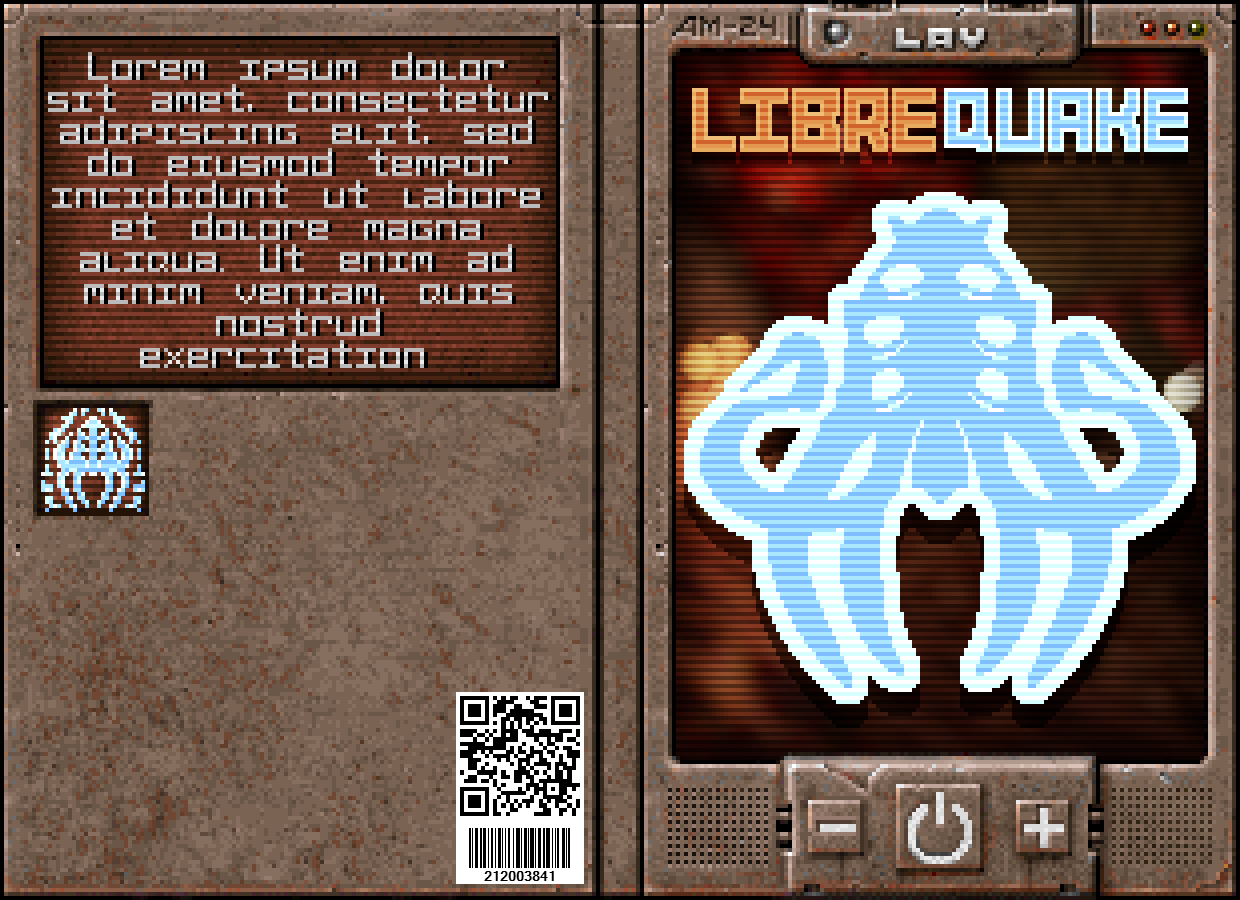 Lorem ipsum dolor
sit amet, consectetur
adipiscing elit, sed
do eiusmod tempor
incididunt ut labore
et dolore magna
aliqua. Ut enim ad
minim veniam, quis
nostrud
exercitation
212003841
AM-24
LAV
LIBREQUAKE